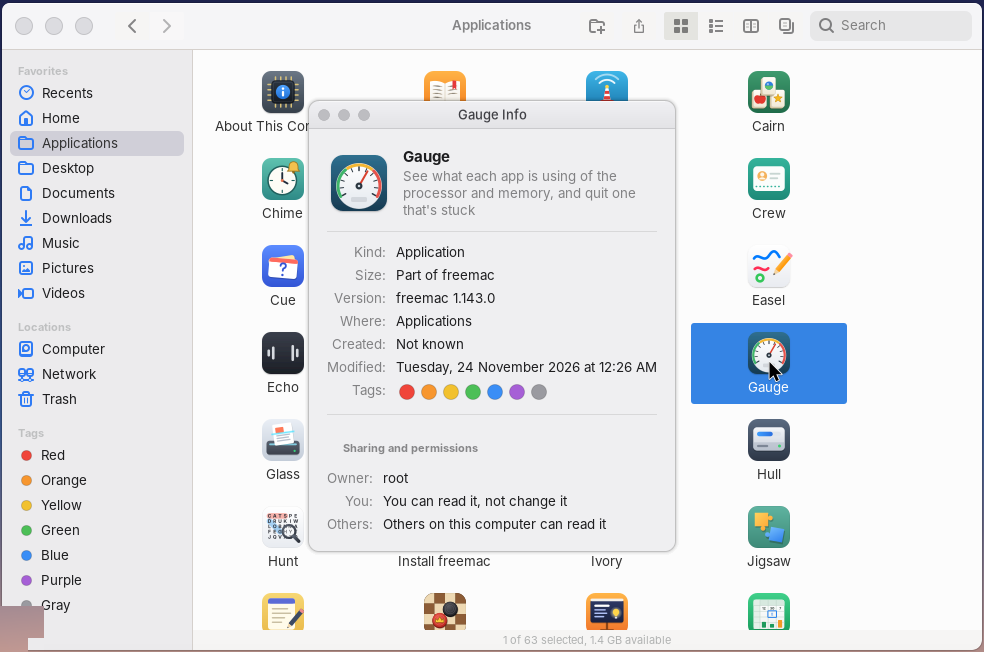 Applications
Search
Favorites
Recents
Home
Applications
Desktop
Documents
Downloads
Music
Pictures
Videos
Locations
Computer
Network
Trash
Tags
Red
Orange
Yellow
Green
Blue
Purple
Gray
About This Co
Cairn
Chime
Crew
Cue
Easel
Echo
Gauge
Glass
Hull
Hunt
Install freemac
Ivory
Jigsaw
Gauge Info
Gauge
See what each app is using of the
processor and memory, and quit one
that's stuck
Kind: Application
Size: Part of freemac
Version: freemac 1.143.0
Where: Applications
Created: Not known
Modified: Tuesday, 24 November 2026 at 12:26 AM
Tags:
Sharing and permissions
Owner: root
You: You can read it, not change it
Others: Others on this computer can read it
1 of 63 selected, 1.4 GB available